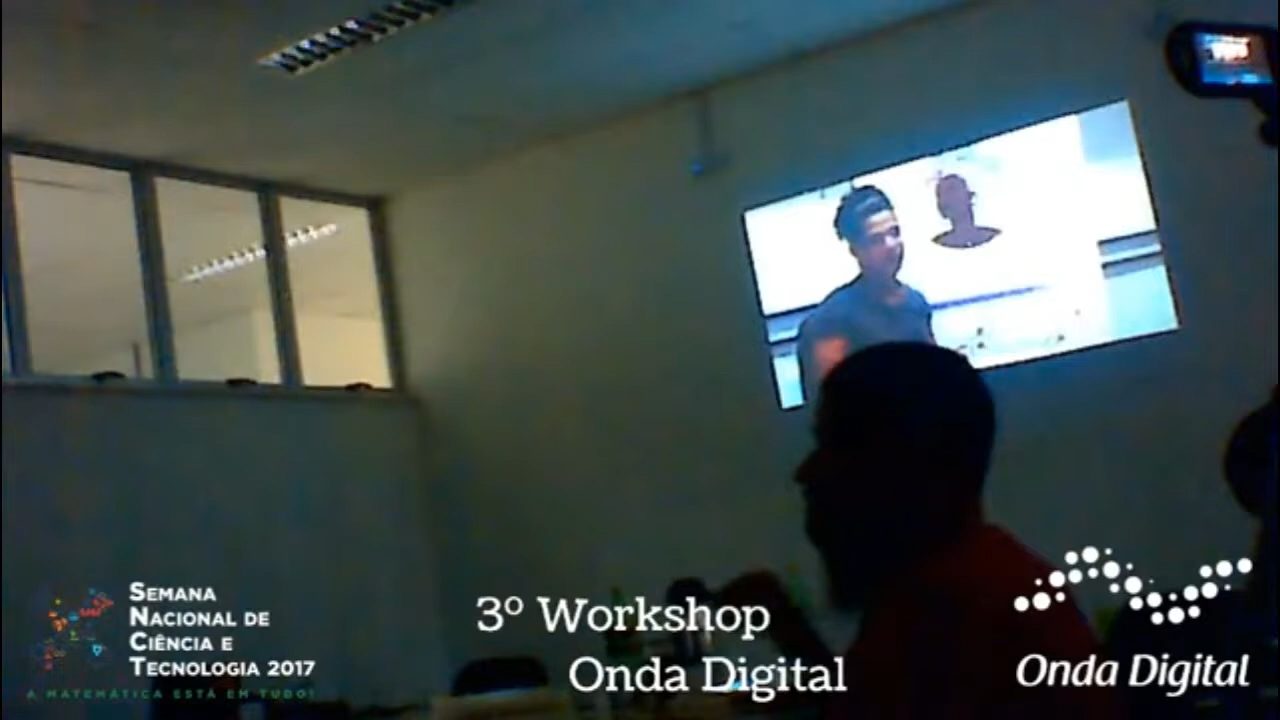 SEMANA
NACIONAL DE
CIÊNCIA E
TECNOLOGIA 2017
A MATEMÁTICA ESTÁ EM TUDO!
3º Workshop
Onda Digital
Onda Digital